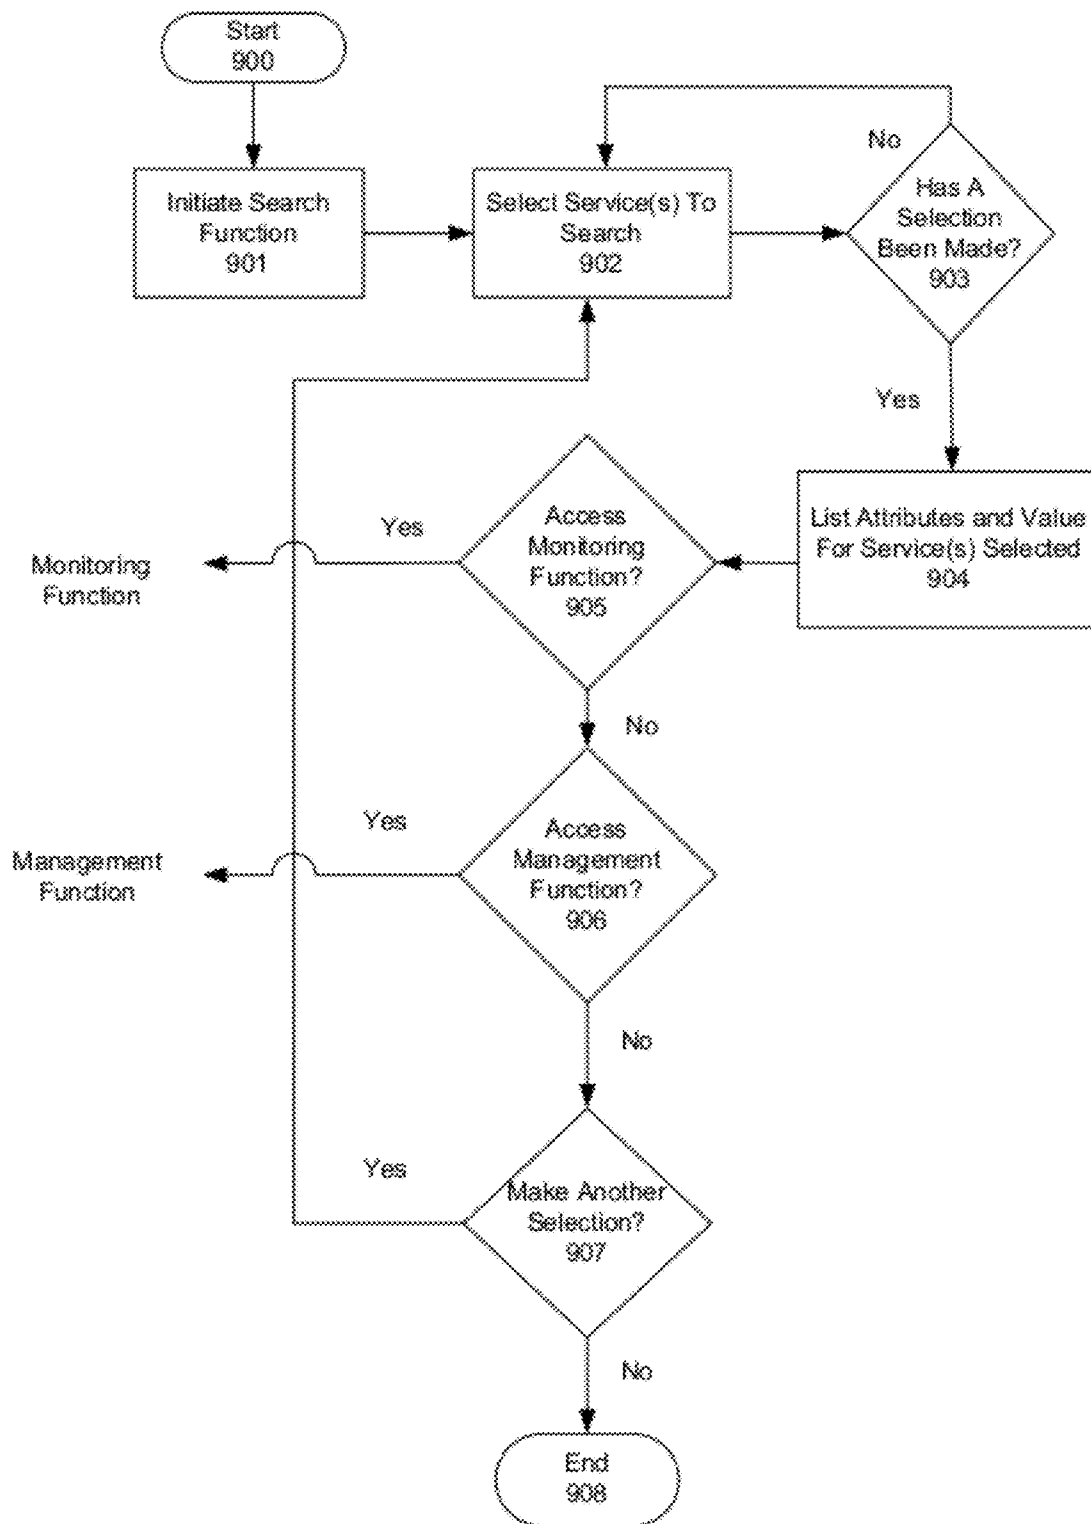 Start
900
Initiate Search
Function
901
Select Service(s) To
Search
902
No
Has A
Selection
Been Made?
903
Yes
List Attributes and Value
For Service(s) Selected
904
Access
Monitoring
Function?
905
Yes
Monitoring
Function
No
Access
Management
Function?
906
Yes
Management
Function
No
Make Another
Selection?
907
Yes
No
End
908